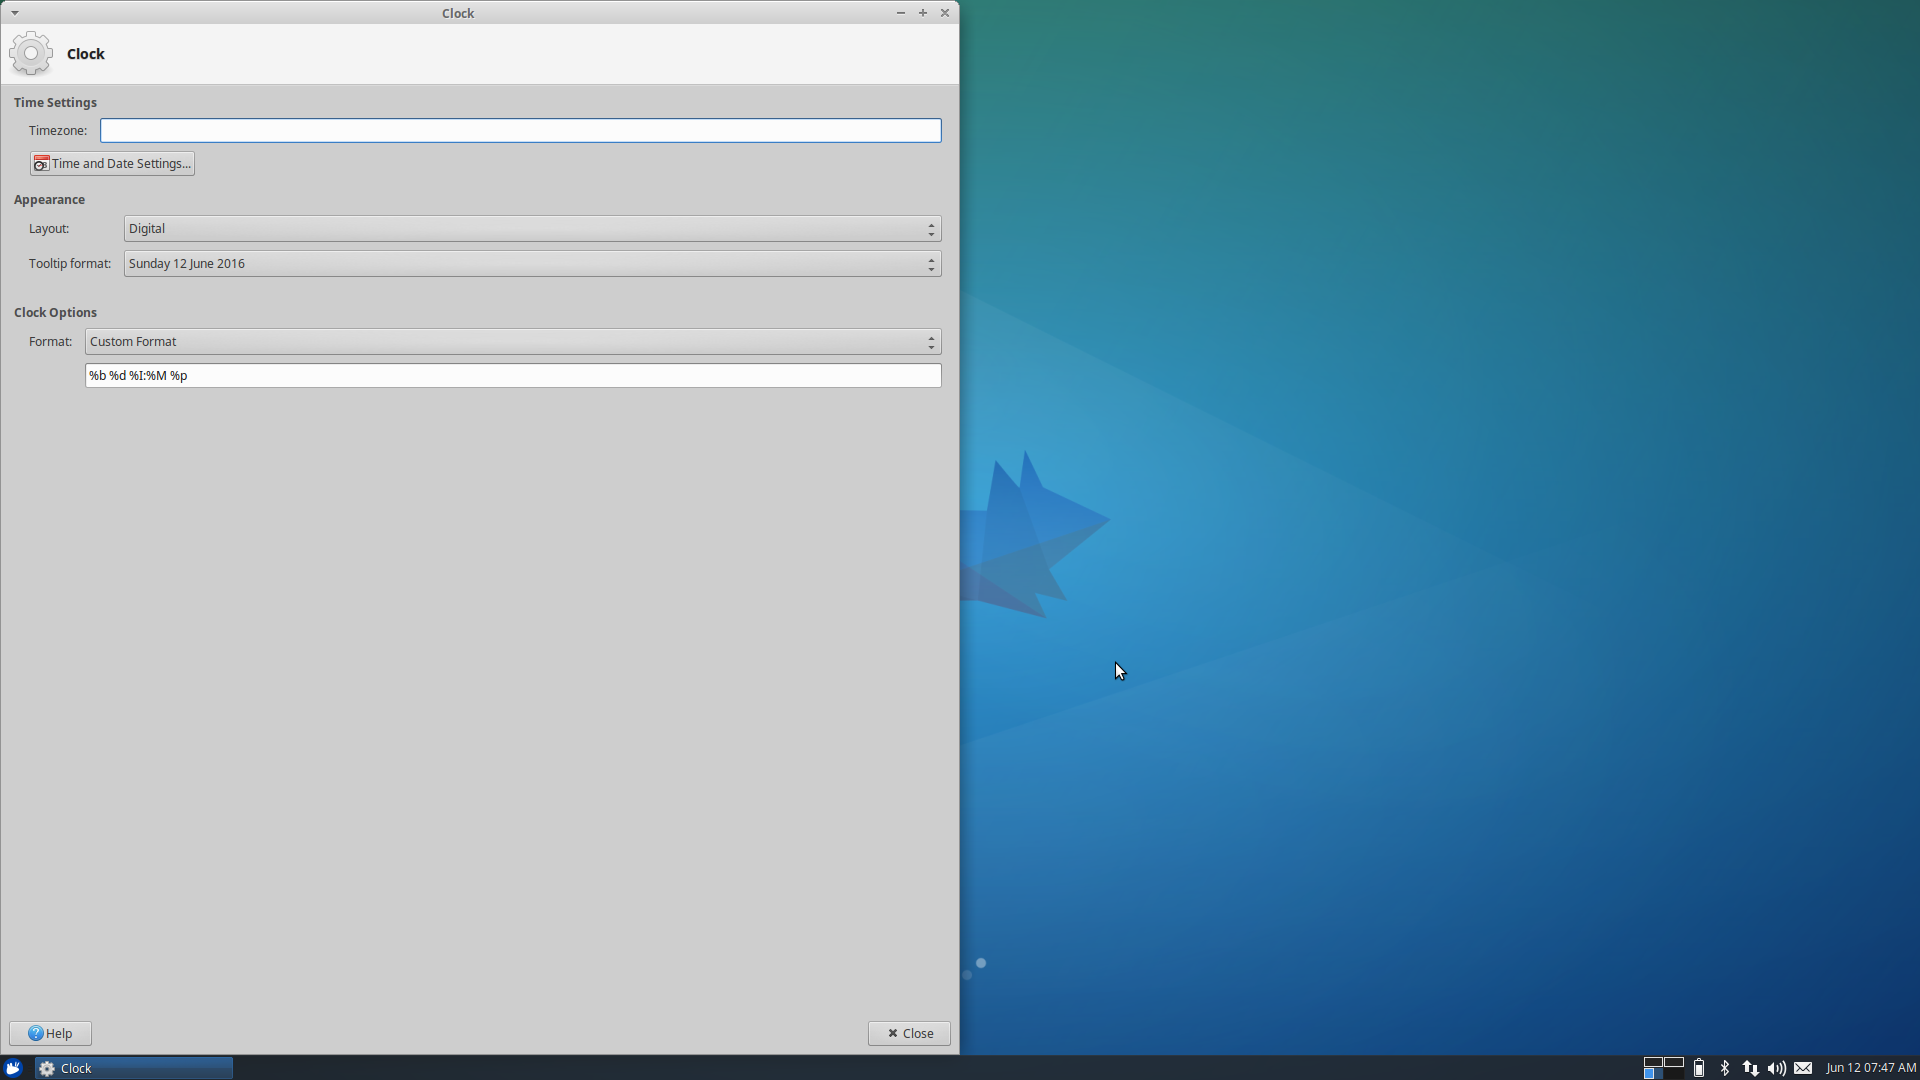 Clock
Clock
Time Settings
Timezone:
Time and Date Settings...
Appearance
Layout: Digital
Tooltip format: Sunday 12 June 2016
Clock Options
Format: Custom Format
%b %d %I:%M %p
Help
Close
Clock
Jun 12 07:47 AM